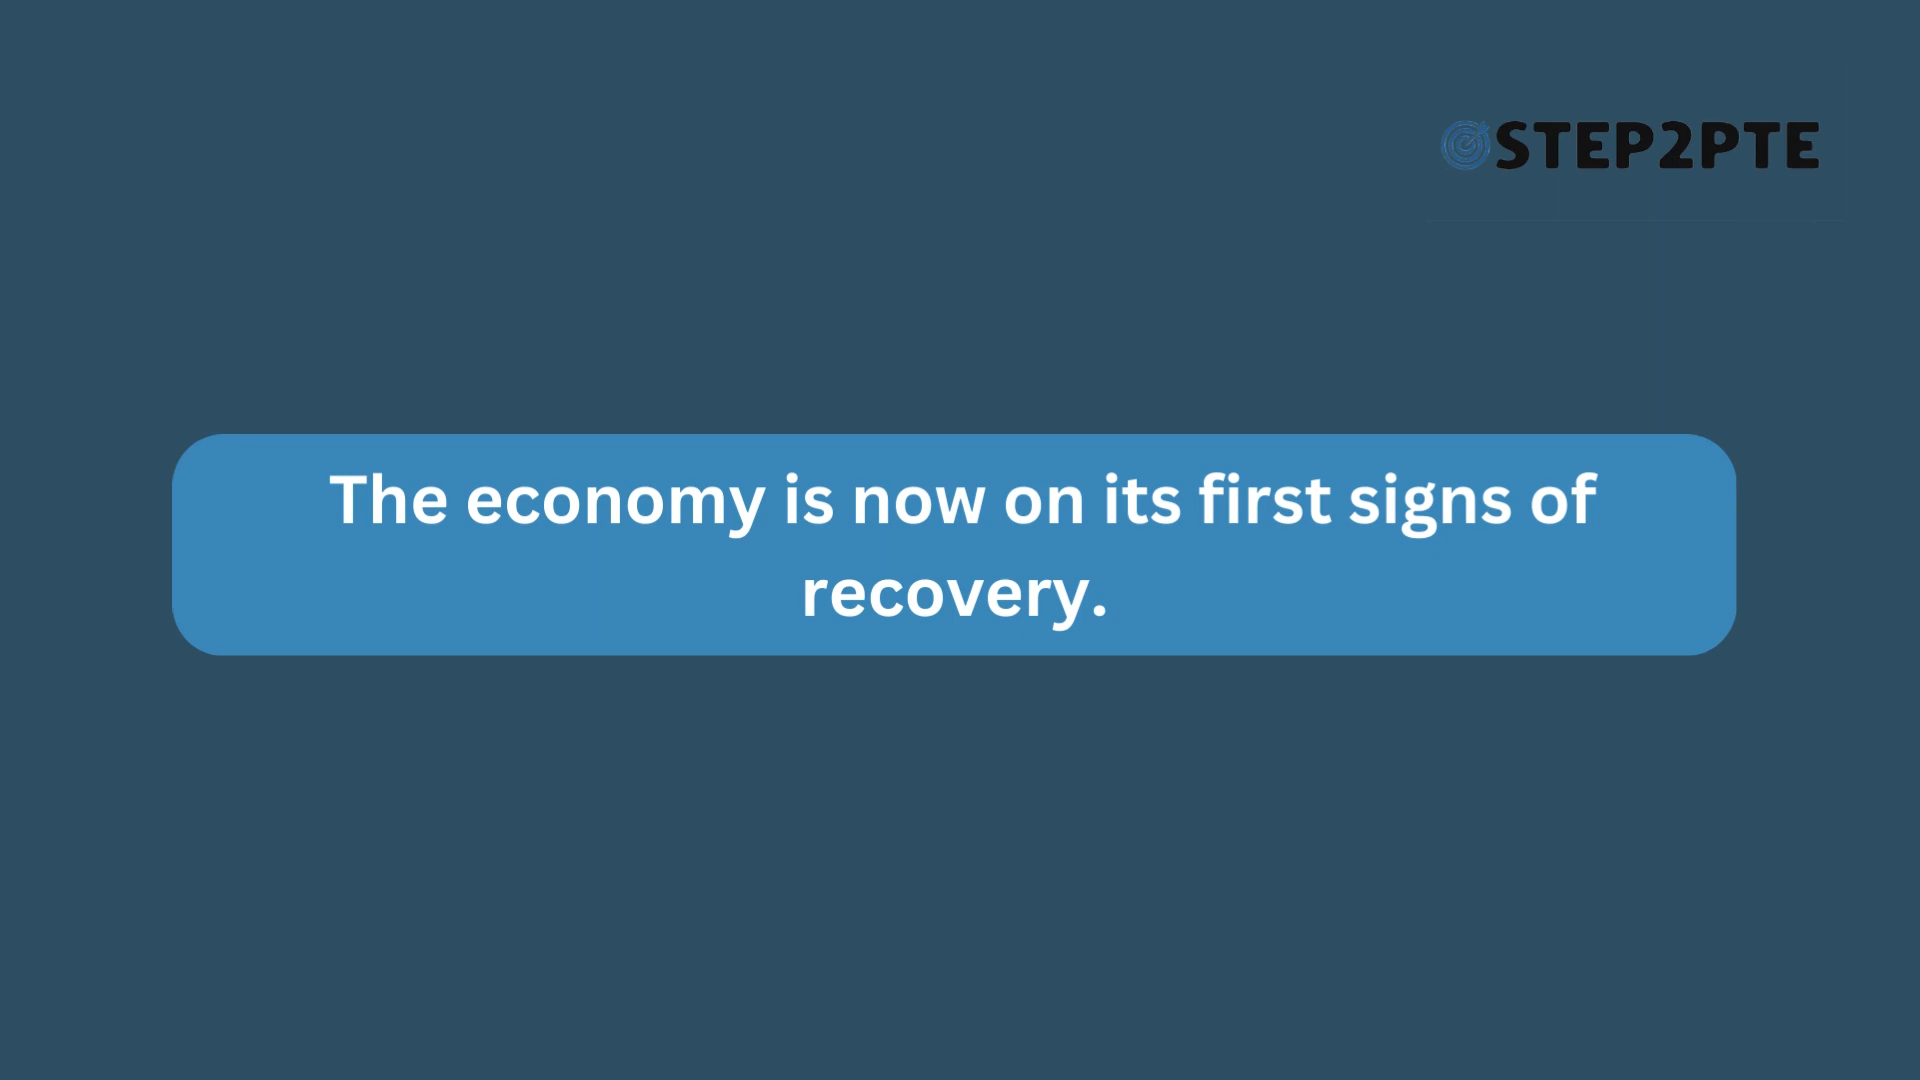 STEP2PTE
The economy is now on its first signs of
recovery.